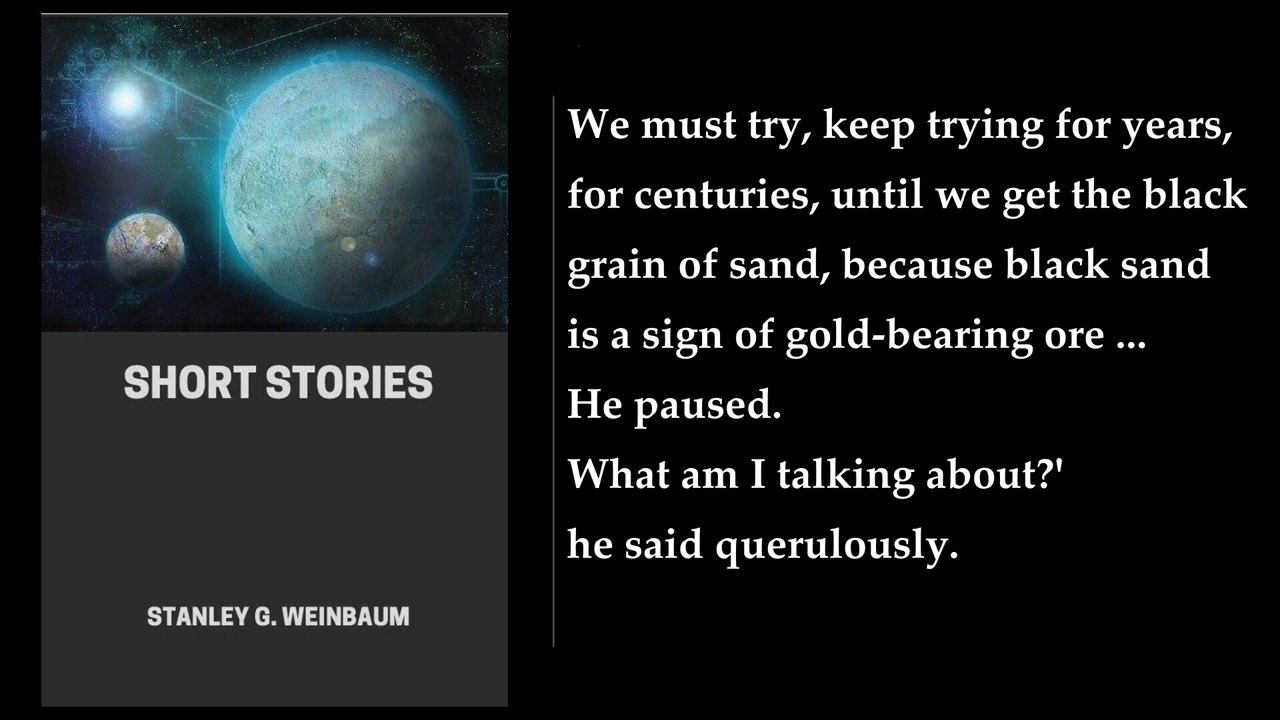 SHORT STORIES
STANLEY G. WEINBAUM
We must try, keep trying for years,
for centuries, until we get the black
grain of sand, because black sand
is a sign of gold-bearing ore ...
He paused.
What am I talking about?'
he said querulously.